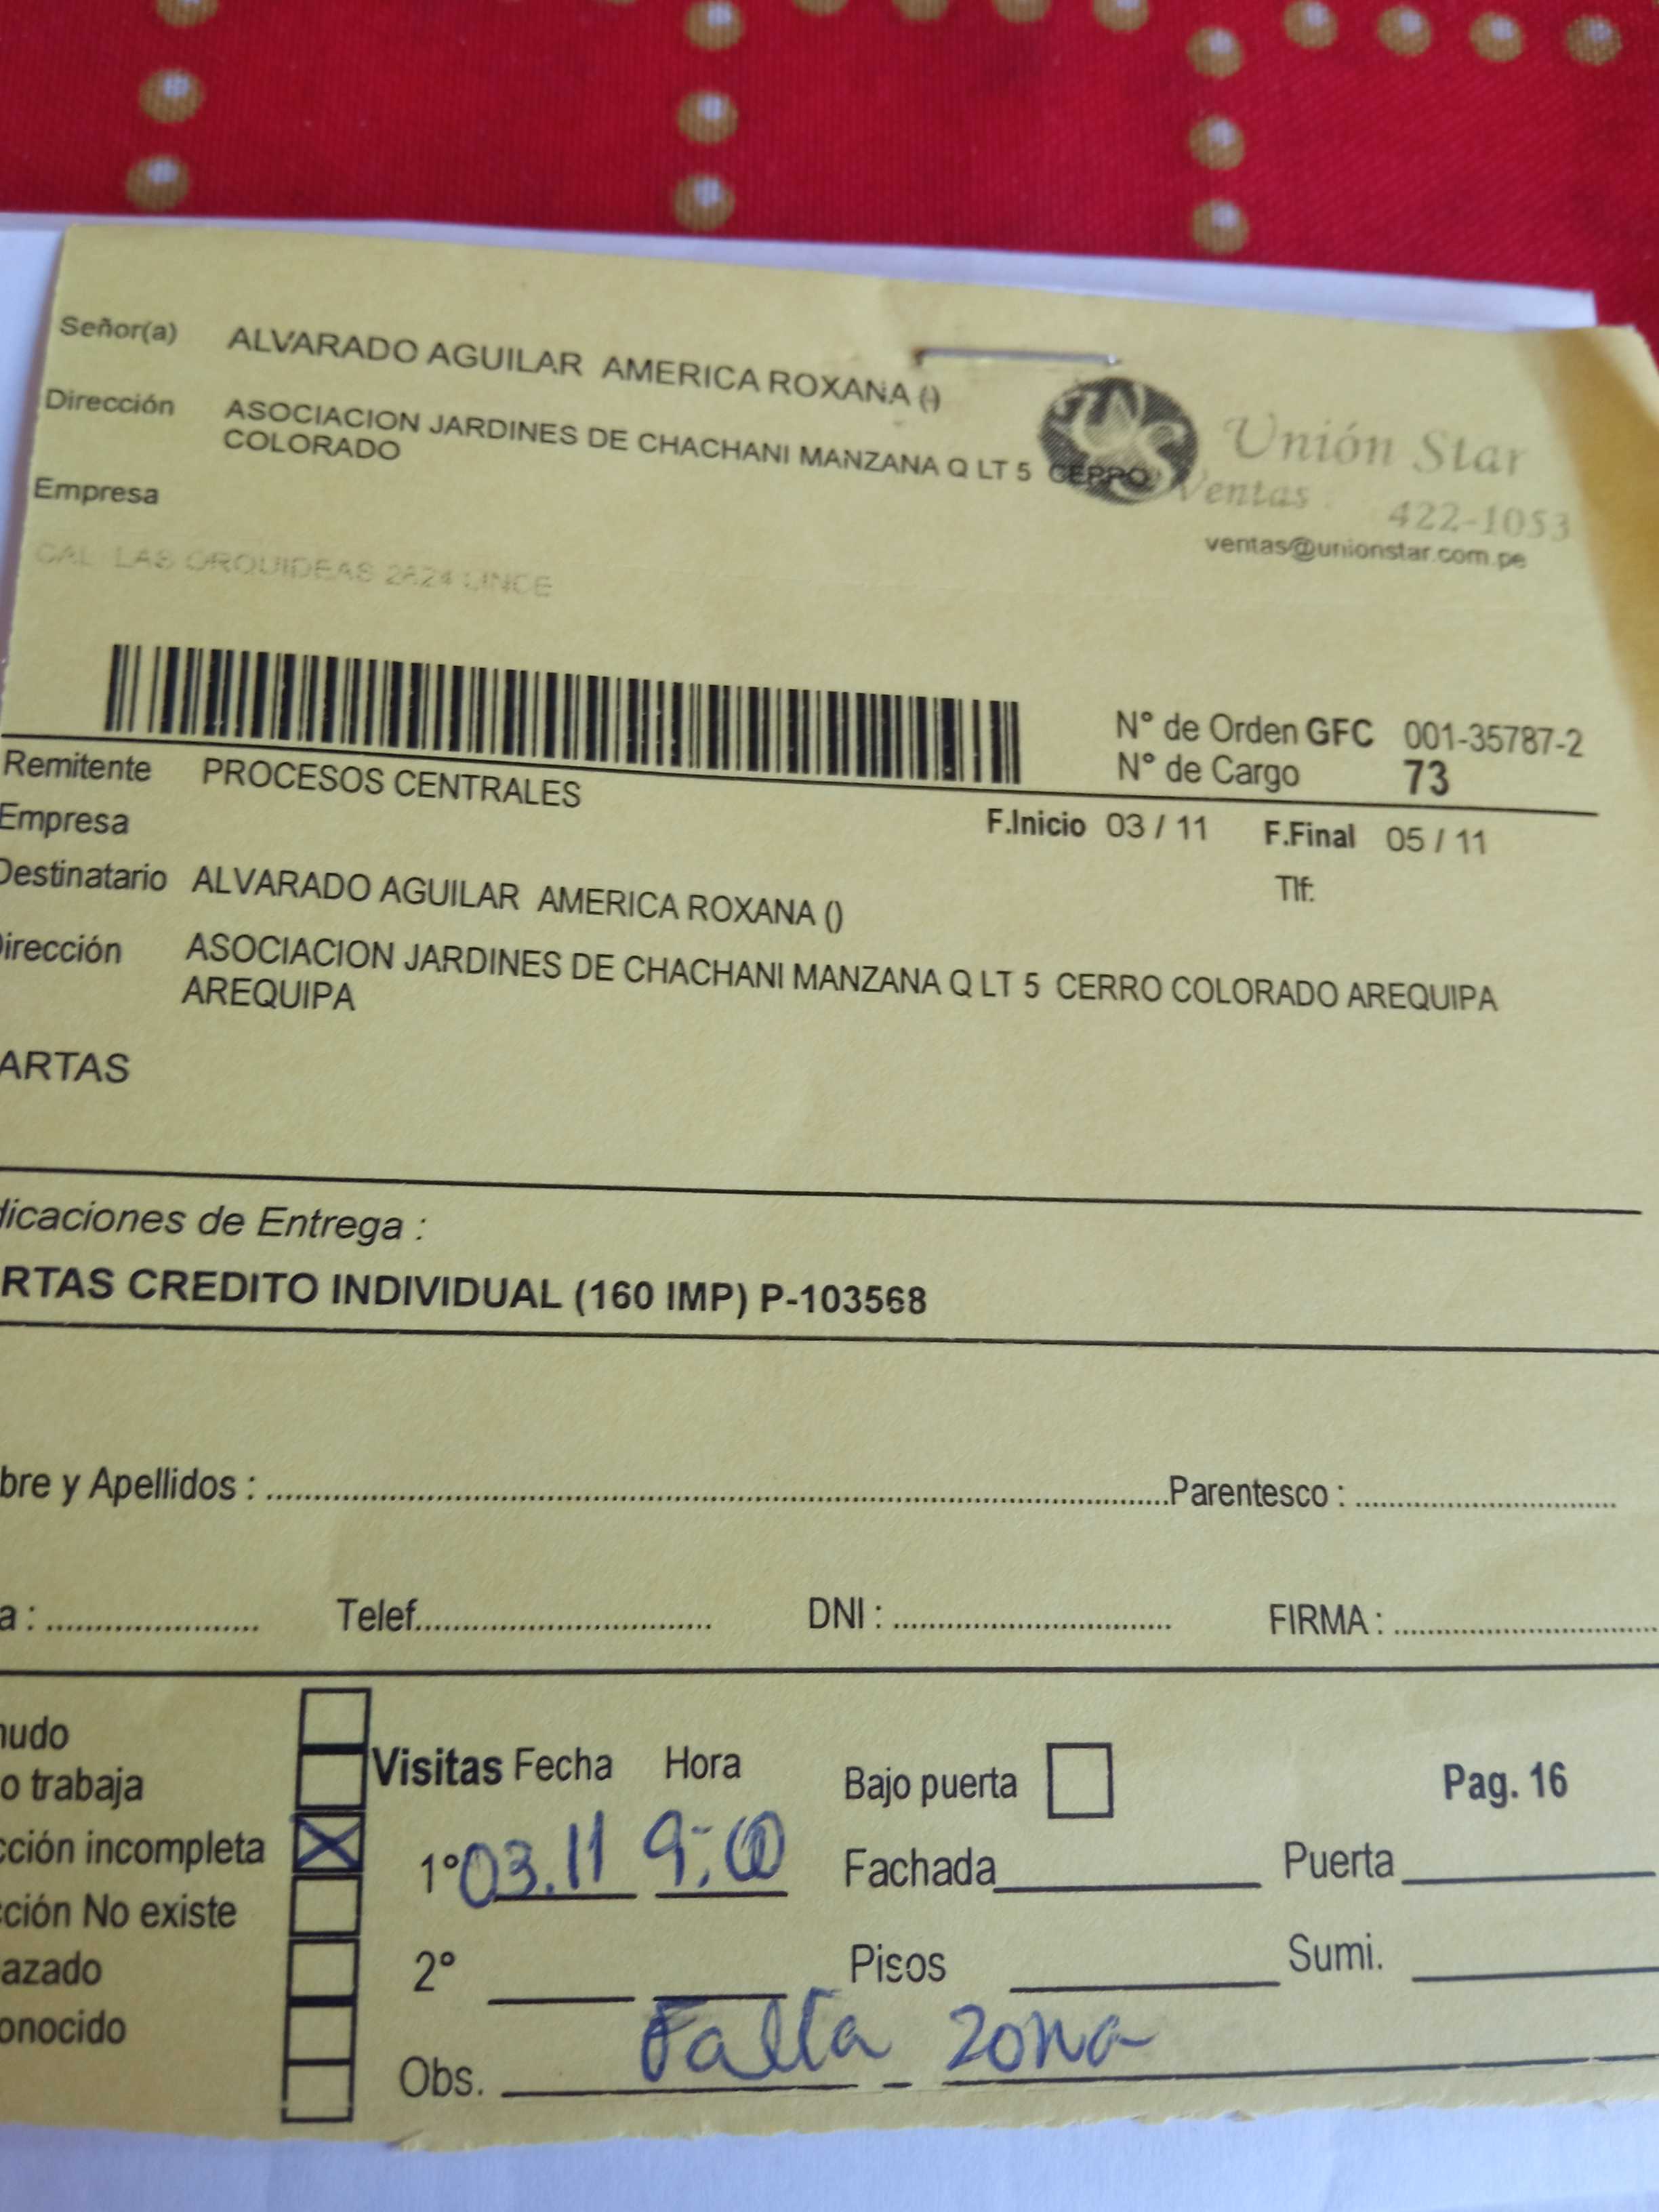 Señor(a) ALVARADO AGUILAR AMERICA ROXANA ()
Dirección ASOCIACION JARDINES DE CHACHANI MANZANA Q LT 5 CERRO
COLORADO
Empresa
Unión Star
Ventas 422-1053
ventas@unionstar.com.pe
CAL LAS ORQUIDEAS 2624 LINCE
N° de Orden GFC 001-35787-2
N° de Cargo 73
Remitente PROCESOS CENTRALES
Empresa
F.Inicio 03 / 11 F.Final 05 / 11
Destinatario ALVARADO AGUILAR AMERICA ROXANA ()
Tlf:
irección ASOCIACION JARDINES DE CHACHANI MANZANA Q LT 5 CERRO COLORADO AREQUIPA
AREQUIPA
ARTAS
dicaciones de Entrega :
RTAS CREDITO INDIVIDUAL (160 IMP) P-103568
bre y Apellidos : Parentesco :
a : Telef. DNI : FIRMA :
udo
o trabaja
Visitas Fecha Hora Bajo puerta Pag. 16
cción incompleta 1° 03.11 9:00 Fachada Puerta
cción No existe
azado 2° Pisos Sumi.
onocido
Obs. Falta zona